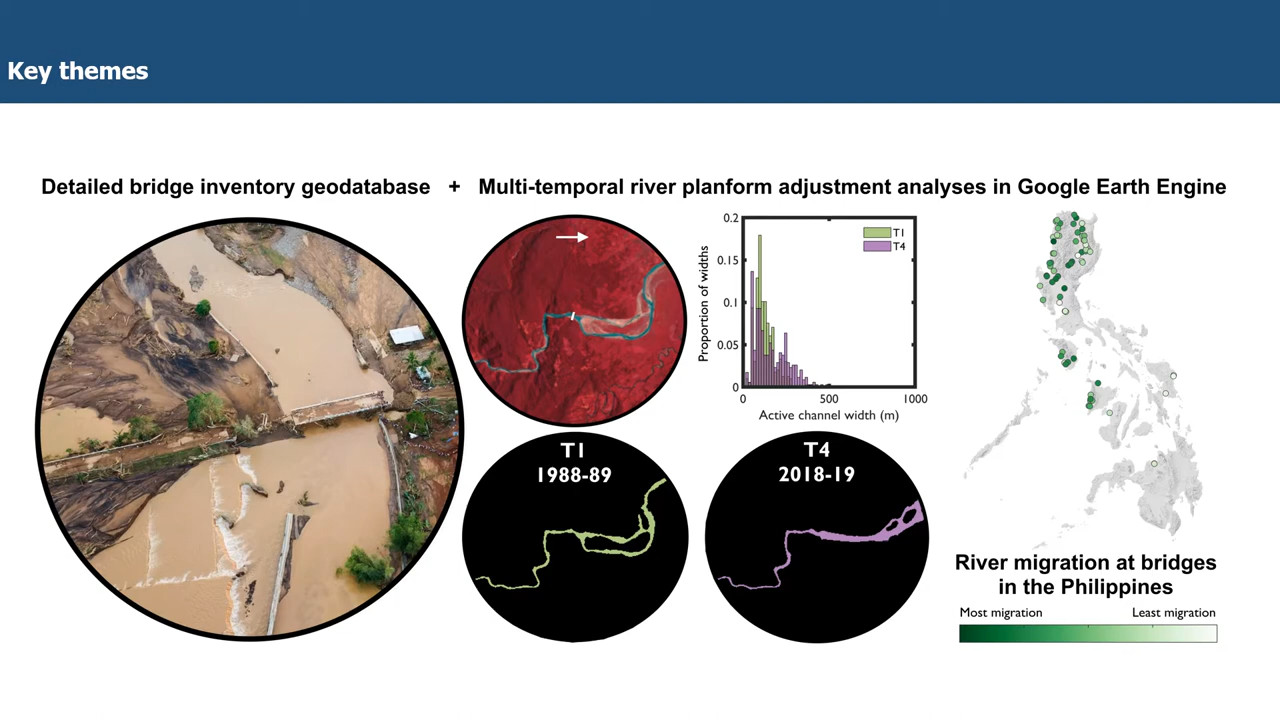 Key themes
Detailed bridge inventory geodatabase + Multi-temporal river planform adjustment analyses in Google Earth Engine
0.2
0.15
0.1
0.05
0
Proportion of widths
T1
T4
0 500 1000
Active channel width (m)
T1
1988-89
T4
2018-19
River migration at bridges
in the Philippines
Most migration Least migration